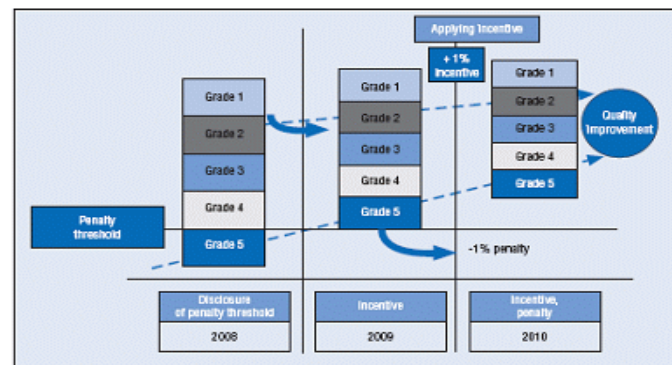 Applying Incentive
+ 1%
incentive
Grade 1
Grade 2
Grade 3
Grade 4
Grade 5
Grade 1
Grade 2
Grade 3
Grade 4
Grade 5
Grade 1
Grade 2
Grade 3
Grade 4
Grade 5
Quality
Improvement
Penalty
threshold
-1% penalty
Disclosure
of penalty threshold
Incentive
Incentive,
penalty
2008
2009
2010